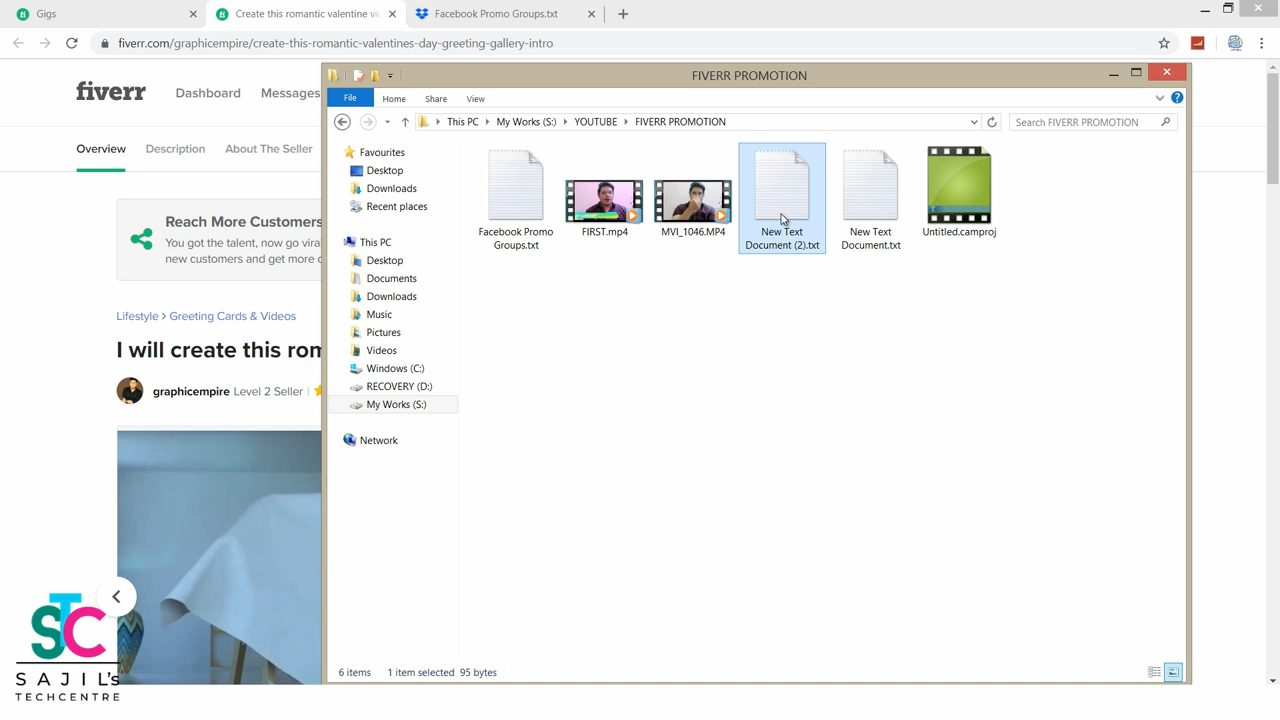 Gigs
Create this romantic valentine vi
Facebook Promo Groups.txt
fiverr.com/graphicempire/create-this-romantic-valentines-day-greeting-gallery-intro
fiverr
Dashboard
Messages
Overview
Description
About The Seller
Reach More Customers
You got the talent, now go vira
new customers and get more c
Lifestyle > Greeting Cards & Videos
I will create this rom
graphicempire Level 2 Seller
FIVERR PROMOTION
File
Home
Share
View
This PC
My Works (S:)
YOUTUBE
FIVERR PROMOTION
Search FIVERR PROMOTION
Favourites
Desktop
Downloads
Recent places
This PC
Desktop
Documents
Downloads
Music
Pictures
Videos
Windows (C:)
RECOVERY (D:)
My Works (S:)
Network
Facebook Promo
Groups.txt
FIRST.mp4
MVI_1046.MP4
New Text
Document (2).txt
New Text
Document.txt
Untitled.camproj
6 items
1 item selected 95 bytes
STC
SAJIL's
TECHCENTRE